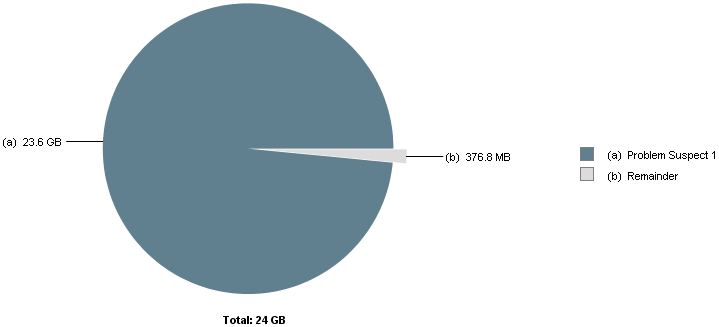 (a) 23.6 GB
(b) 376.8 MB
(a) Problem Suspect 1
(b) Remainder
Total: 24 GB